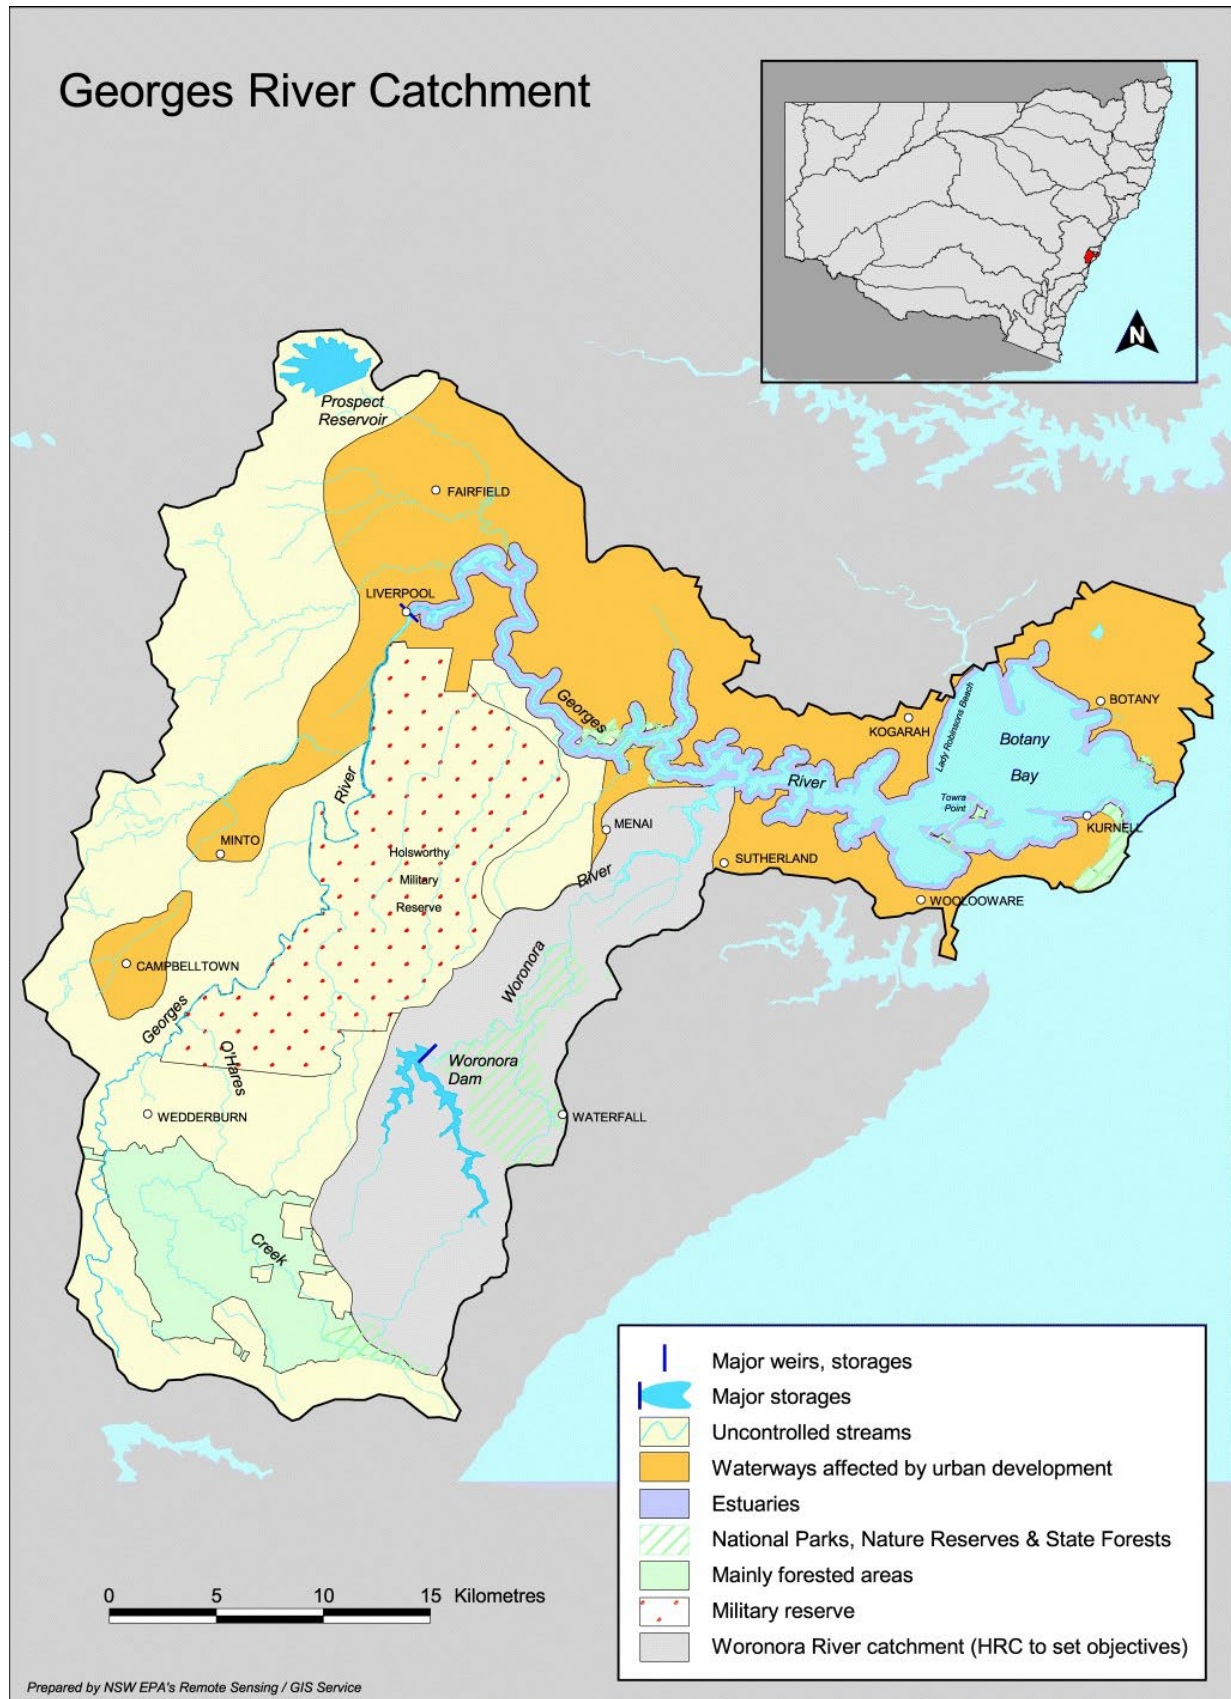 Georges River Catchment
N
Prospect
Reservoir
FAIRFIELD
LIVERPOOL
Georges
River
KOGARAH
Lady Robinsons Beach
BOTANY
Botany
Bay
Towra
Point
KURNELL
River
MENAI
SUTHERLAND
WOOLOOWARE
MINTO
Holsworthy
Military
Reserve
River
Woronora
CAMPBELLTOWN
Georges
O'Hares
Woronora
Dam
WEDDERBURN
WATERFALL
Creek
Major weirs, storages
Major storages
Uncontrolled streams
Waterways affected by urban development
Estuaries
National Parks, Nature Reserves & State Forests
Mainly forested areas
Military reserve
Woronora River catchment (HRC to set objectives)
0 5 10 15 Kilometres
Prepared by NSW EPA's Remote Sensing / GIS Service